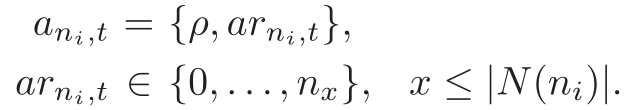 a_{n_i,t} = {ρ, ar_{n_i,t}},
ar_{n_i,t} ∈ {0, . . . , n_x},   x ≤ |N(n_i)|.